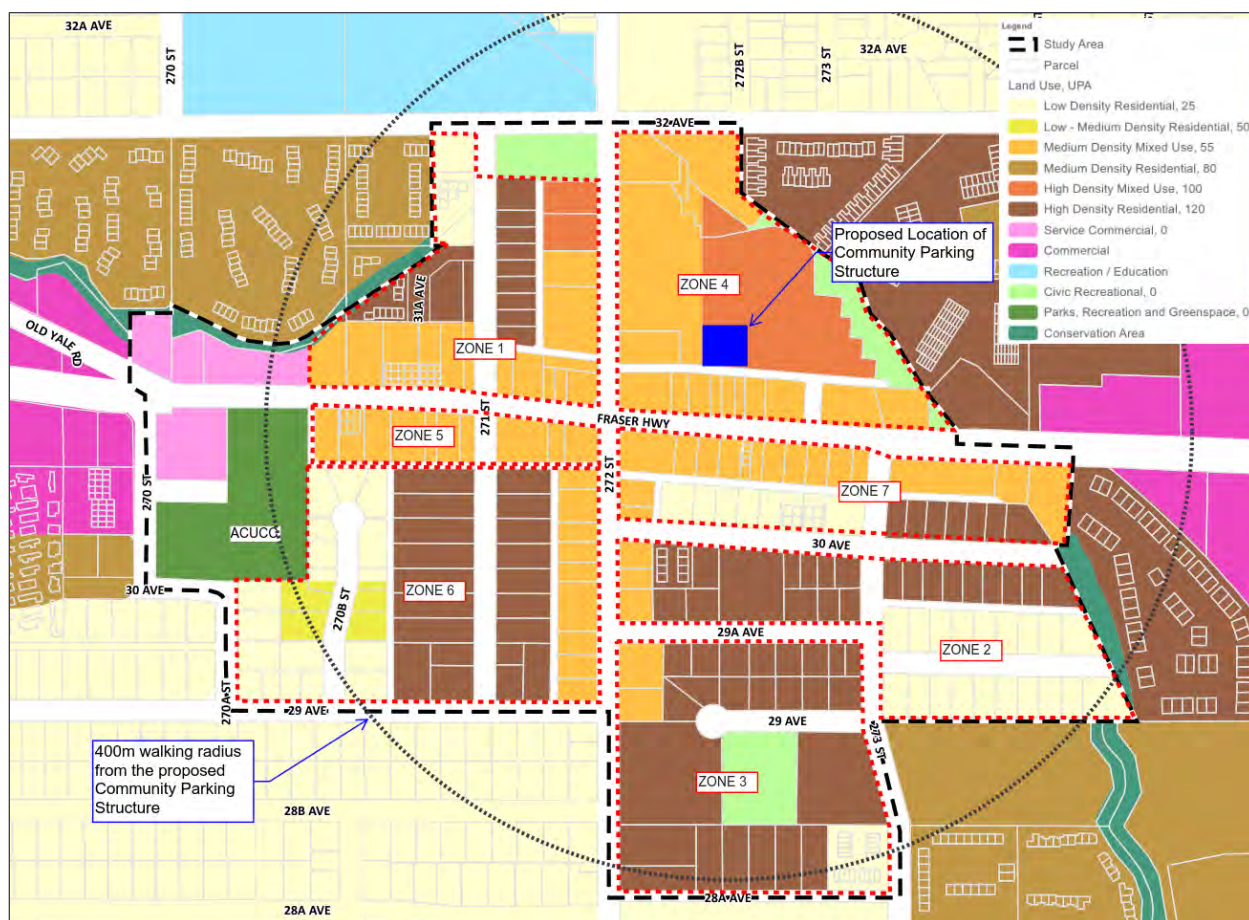 32A AVE
270 ST
272B ST
273 ST
32A AVE
Legend
Study Area
Parcel
Land Use, UPA
Low Density Residential, 25
Low - Medium Density Residential, 50
Medium Density Mixed Use, 55
Medium Density Residential, 80
High Density Mixed Use, 100
High Density Residential, 120
Service Commercial, 0
Commercial
Recreation / Education
Civic Recreational, 0
Parks, Recreation and Greenspace, 0
Conservation Area
32 AVE
Proposed Location of
Community Parking
Structure
ZONE 4
31A AVE
OLD YALE RD
ZONE 1
271 ST
FRASER HWY
ZONE 5
272 ST
270 ST
ZONE 7
ACUCC
30 AVE
30 AVE
270B ST
ZONE 6
29A AVE
ZONE 2
270A ST
29 AVE
29 AVE
273 ST
400m walking radius
from the proposed
Community Parking
Structure
ZONE 3
28B AVE
28A AVE
28A AVE